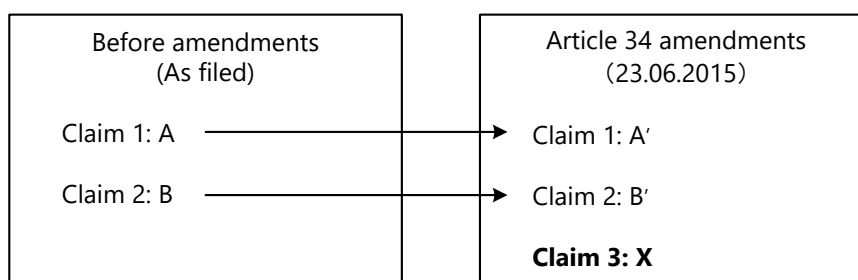 Before amendments
(As filed)
Claim 1: A
Claim 2: B
Article 34 amendments
（23.06.2015）
Claim 1: A′
Claim 2: B′
Claim 3: X